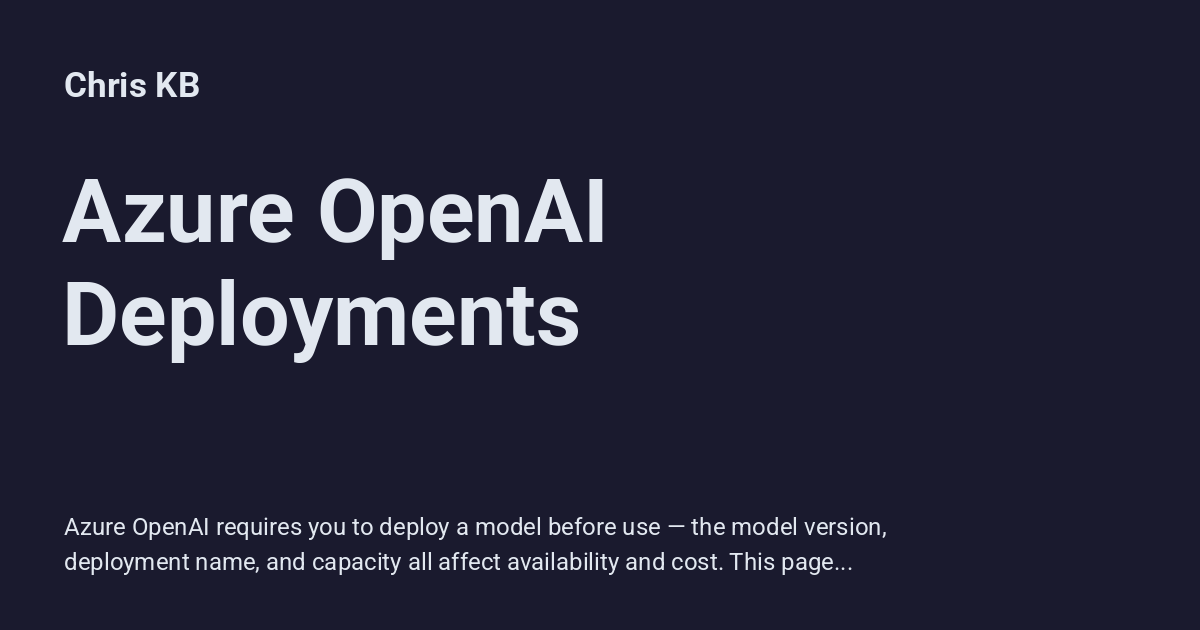 Chris KB
Azure OpenAI
Deployments
Azure OpenAI requires you to deploy a model before use — the model version,
deployment name, and capacity all affect availability and cost. This page...